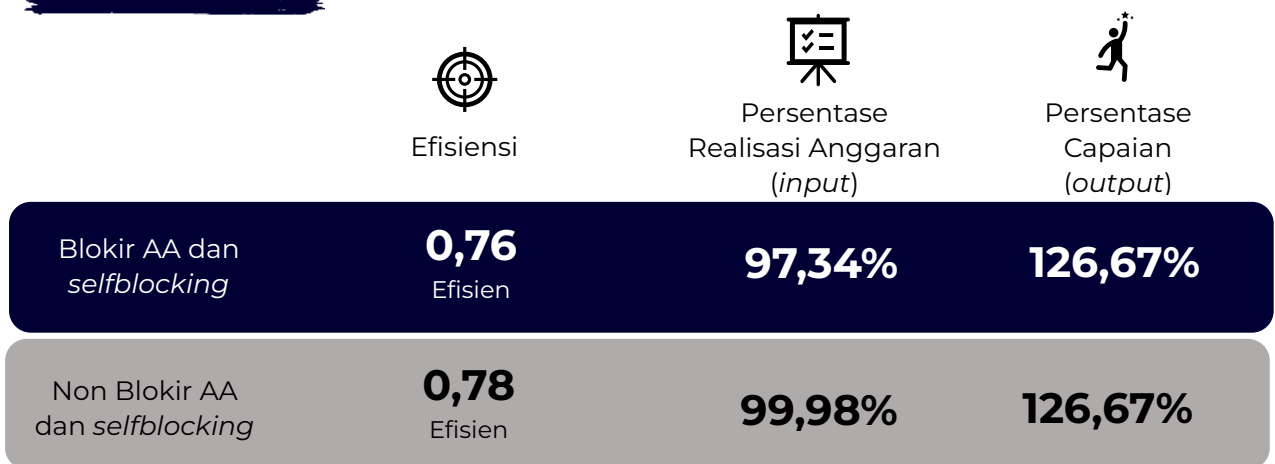 Efisiensi
Persentase
Realisasi Anggaran
(input)
Persentase
Capaian
(output)
Blokir AA dan
selfblocking
0,76
Efisien
97,34%
126,67%
Non Blokir AA
dan selfblocking
0,78
Efisien
99,98%
126,67%